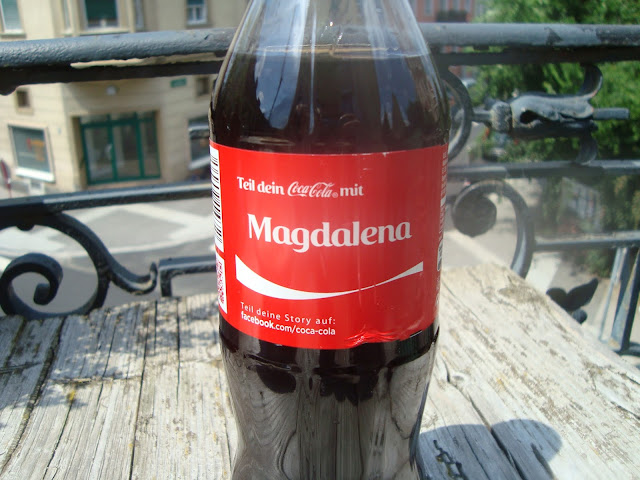 Teil dein Coca-Cola® mit
Magdalena
Teil deine Story auf:
facebook.com/coca-cola